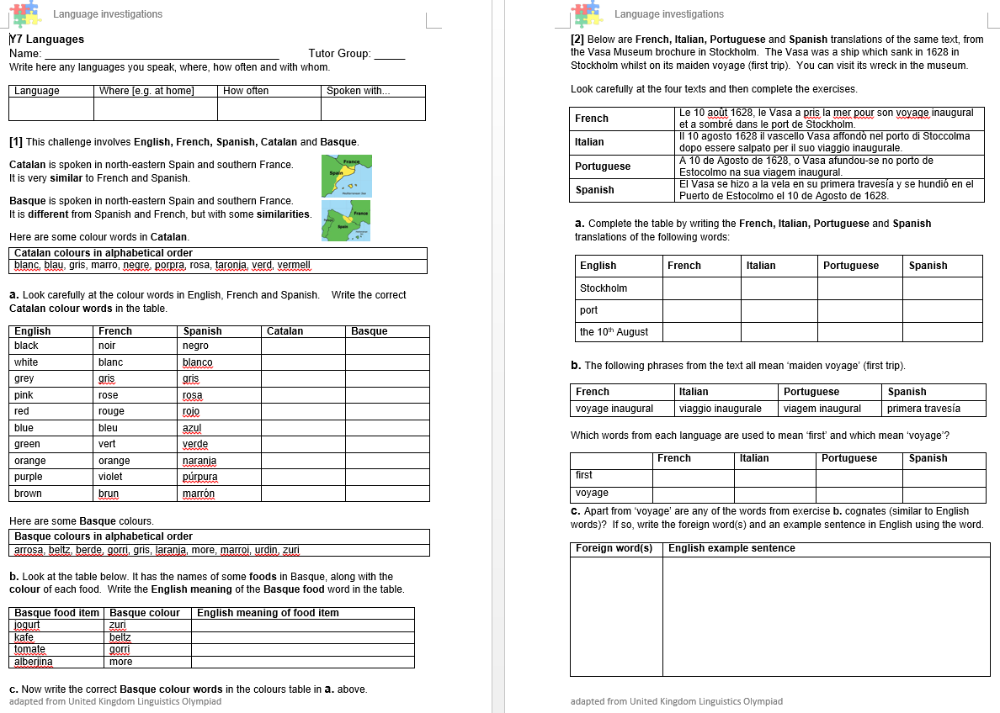 Language investigations
Y7 Languages
Name: ______________________________________ Tutor Group: _____
Write here any languages you speak, where, how often and with whom.
Language Where [e.g. at home] How often Spoken with...
[1] This challenge involves English, French, Spanish, Catalan and Basque.
Catalan is spoken in north-eastern Spain and southern France.
It is very similar to French and Spanish.
France
Spain
Mediterranean Sea
Basque is spoken in north-eastern Spain and southern France.
It is different from Spanish and French, but with some similarities.
France
Spain
Here are some colour words in Catalan.
Catalan colours in alphabetical order
blanc, blau, gris, marro, negre, porpra, rosa, taronja, verd, vermell
a. Look carefully at the colour words in English, French and Spanish. Write the correct
Catalan colour words in the table.
English French Spanish Catalan Basque
black noir negro
white blanc blanco
grey gris gris
pink rose rosa
red rouge rojo
blue bleu azul
green vert verde
orange orange naranja
purple violet púrpura
brown brun marrón
Here are some Basque colours.
Basque colours in alphabetical order
arrosa, beltz, berde, gorri, gris, laranja, more, marroi, urdin, zuri
b. Look at the table below. It has the names of some foods in Basque, along with the
colour of each food. Write the English meaning of the Basque food word in the table.
Basque food item Basque colour English meaning of food item
jogurt zuri
kafe beltz
tomate gorri
alberjina more
c. Now write the correct Basque colour words in the colours table in a. above.
adapted from United Kingdom Linguistics Olympiad
Language investigations
[2] Below are French, Italian, Portuguese and Spanish translations of the same text, from
the Vasa Museum brochure in Stockholm. The Vasa was a ship which sank in 1628 in
Stockholm whilst on its maiden voyage (first trip). You can visit its wreck in the museum.
Look carefully at the four texts and then complete the exercises.
French Le 10 août 1628, le Vasa a pris la mer pour son voyage inaugural
et a sombré dans le port de Stockholm.
Italian Il 10 agosto 1628 il vascello Vasa affondò nel porto di Stoccolma
dopo essere salpato per il suo viaggio inaugurale.
Portuguese A 10 de Agosto de 1628, o Vasa afundou-se no porto de
Estocolmo na sua viagem inaugural.
Spanish El Vasa se hizo a la vela en su primera travesía y se hundió en el
Puerto de Estocolmo el 10 de Agosto de 1628.
a. Complete the table by writing the French, Italian, Portuguese and Spanish
translations of the following words:
English French Italian Portuguese Spanish
Stockholm
port
the 10th August
b. The following phrases from the text all mean ‘maiden voyage’ (first trip).
French Italian Portuguese Spanish
voyage inaugural viaggio inaugurale viagem inaugural primera travesía
Which words from each language are used to mean ‘first’ and which mean ‘voyage’?
French Italian Portuguese Spanish
first
voyage
c. Apart from ‘voyage’ are any of the words from exercise b. cognates (similar to English
words)? If so, write the foreign word(s) and an example sentence in English using the word.
Foreign word(s) English example sentence
adapted from United Kingdom Linguistics Olympiad